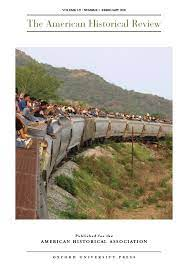 The American Historical Review
Published for the
AMERICAN HISTORICAL ASSOCIATION
OXFORD UNIVERSITY PRESS